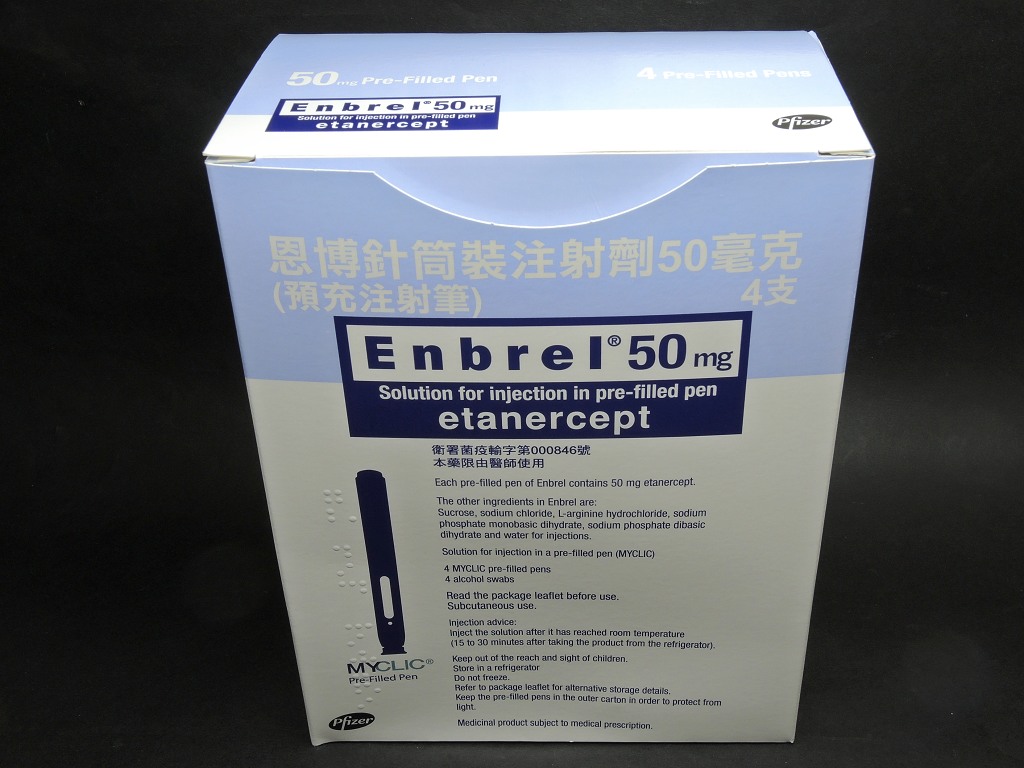 50 mg Pre-Filled Pen
4 Pre-Filled Pens
Enbrel® 50 mg
Solution for injection in pre-filled pen
etanercept
Pfizer
恩博針筒裝注射劑50毫克
(預充注射筆)
4支
Enbrel® 50 mg
Solution for injection in pre-filled pen
etanercept
衛署菌疫輸字第000846號
本藥限由醫師使用
Each pre-filled pen of Enbrel contains 50 mg etanercept.
The other ingredients in Enbrel are:
Sucrose, sodium chloride, L-arginine hydrochloride, sodium
phosphate monobasic dihydrate, sodium phosphate dibasic
dihydrate and water for injections.
Solution for injection in a pre-filled pen (MYCLIC)
4 MYCLIC pre-filled pens
4 alcohol swabs
Read the package leaflet before use.
Subcutaneous use.
Injection advice:
Inject the solution after it has reached room temperature
(15 to 30 minutes after taking the product from the refrigerator).
Keep out of the reach and sight of children.
Store in a refrigerator
Do not freeze.
Refer to package leaflet for alternative storage details.
Keep the pre-filled pens in the outer carton in order to protect from
light.
Medicinal product subject to medical prescription.
MYCLIC®
Pre-Filled Pen
Pfizer